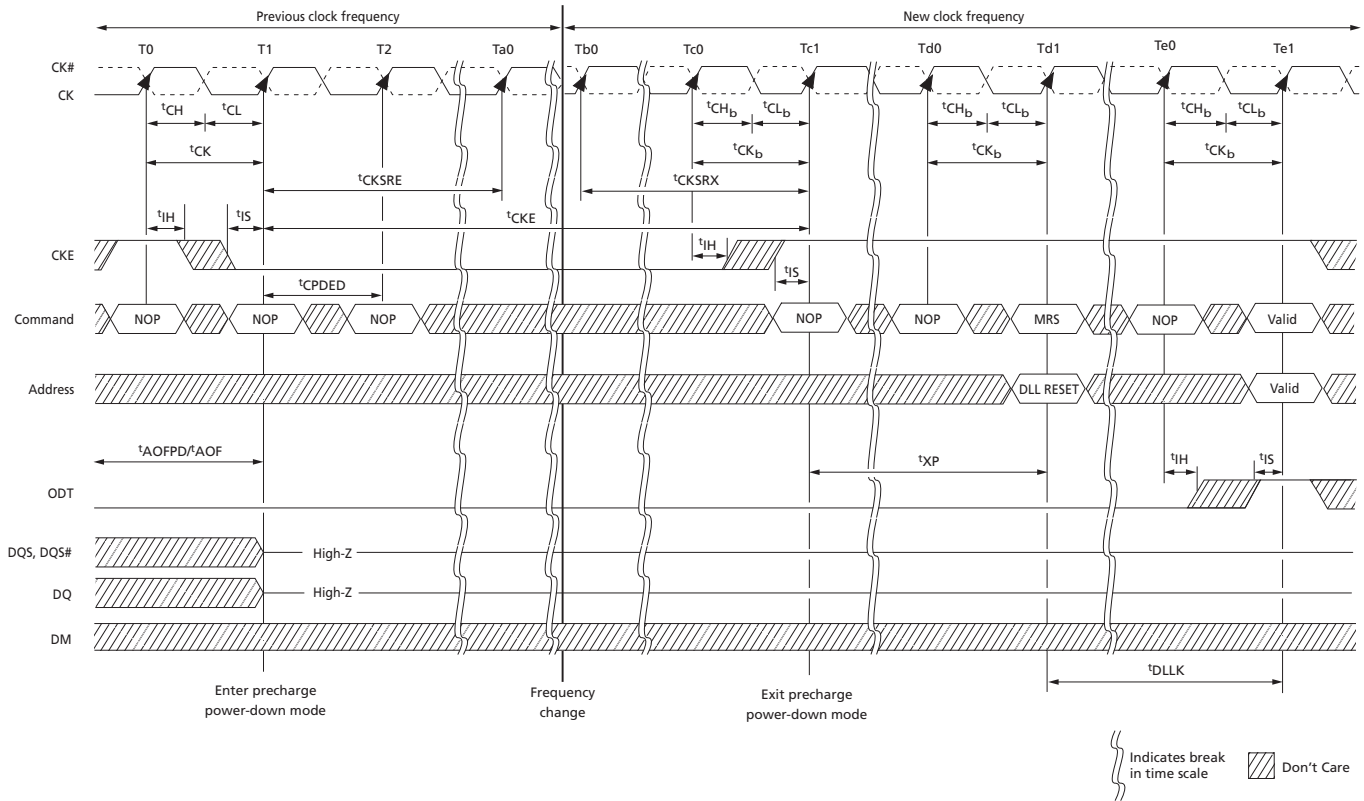 Previous clock frequency
New clock frequency
T0 T1 T2 Ta0 Tb0 Tc0 Tc1 Td0 Td1 Te0 Te1
CK#
CK
tCH tCL tCHb tCLb tCHb tCLb tCHb tCLb
tCK tCKb tCKb tCKb
tCKSRE tCKSRX
tIH tIS tCKE
CKE
tIH
tIS
tCPDED
Command NOP NOP NOP NOP NOP MRS NOP Valid
Address DLL RESET Valid
tAOFPD/tAOF tXP tIH tIS
ODT
DQS, DQS# High-Z
DQ High-Z
DM
tDLLK
Enter precharge
power-down mode
Frequency
change
Exit precharge
power-down mode
Indicates break
in time scale
Don't Care